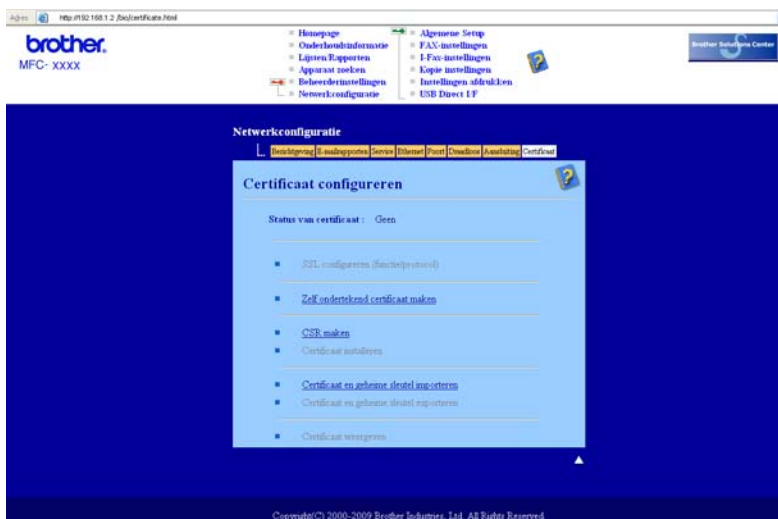 Adres http://192.168.1.2 /bio/certificate.html
brother.
MFC- XXXX
Homepage
Onderhoudsinformatie
Lijsten/Rapporten
Apparaat zoeken
Beheerderinstellingen
Netwerkconfiguratie
Algemene Setup
FAX-instellingen
I-Fax-instellingen
Kopie instellingen
Instellingen afdrukken
USB Direct I/F
Brother Solutions Center
Netwerkconfiguratie
Berichtgeving E-mailrapporten Service Ethernet Poort Draadloos Aansluiting Certificaat
Certificaat configureren
Status van certificaat : Geen
SSL configureren (functie/protocol)
Zelf ondertekend certificaat maken
CSR maken
Certificaat installeren
Certificaat en geheime sleutel importeren
Certificaat en geheime sleutel exporteren
Certificaat weergeven
Copyright(C) 2000-2009 Brother Industries, Ltd. All Rights Reserved.